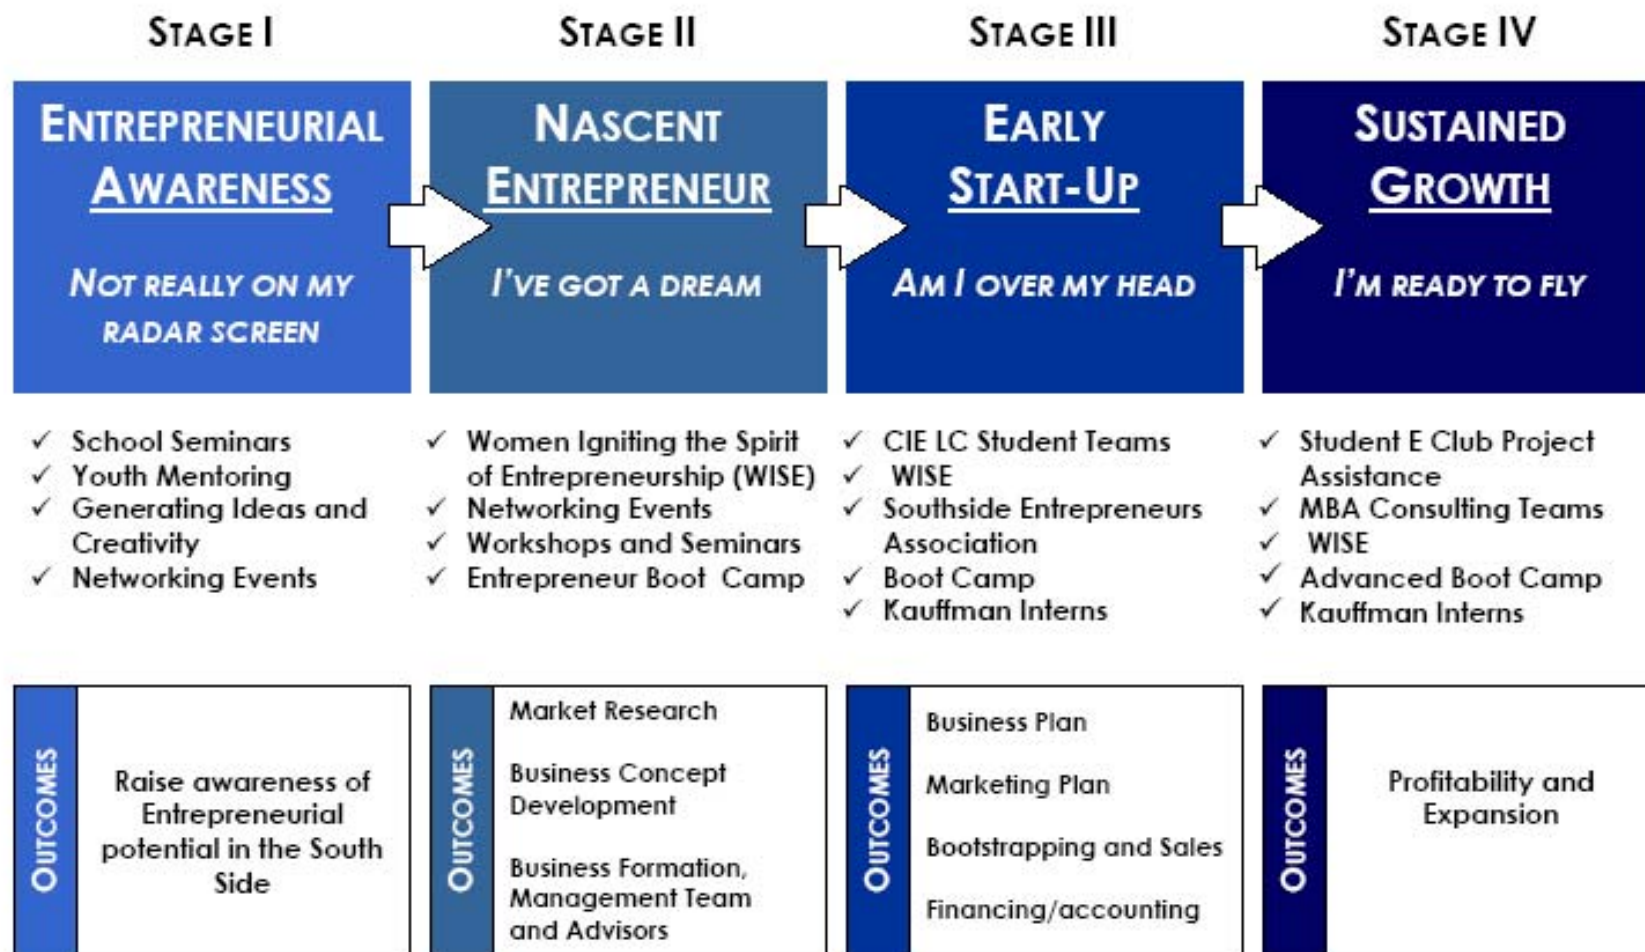 STAGE I
ENTREPRENEURIAL
AWARENESS
NOT REALLY ON MY
RADAR SCREEN
✓ School Seminars
✓ Youth Mentoring
✓ Generating Ideas and
Creativity
✓ Networking Events
OUTCOMES
Raise awareness of
Entrepreneurial
potential in the South
Side
STAGE II
NASCENT
ENTREPRENEUR
I'VE GOT A DREAM
✓ Women Igniting the Spirit
of Entrepreneurship (WISE)
✓ Networking Events
✓ Workshops and Seminars
✓ Entrepreneur Boot Camp
OUTCOMES
Market Research
Business Concept
Development
Business Formation,
Management Team
and Advisors
STAGE III
EARLY
START-UP
AM I OVER MY HEAD
✓ CIE LC Student Teams
✓ WISE
✓ Southside Entrepreneurs
Association
✓ Boot Camp
✓ Kauffman Interns
OUTCOMES
Business Plan
Marketing Plan
Bootstrapping and Sales
Financing/accounting
STAGE IV
SUSTAINED
GROWTH
I'M READY TO FLY
✓ Student E Club Project
Assistance
✓ MBA Consulting Teams
✓ WISE
✓ Advanced Boot Camp
✓ Kauffman Interns
OUTCOMES
Profitability and
Expansion